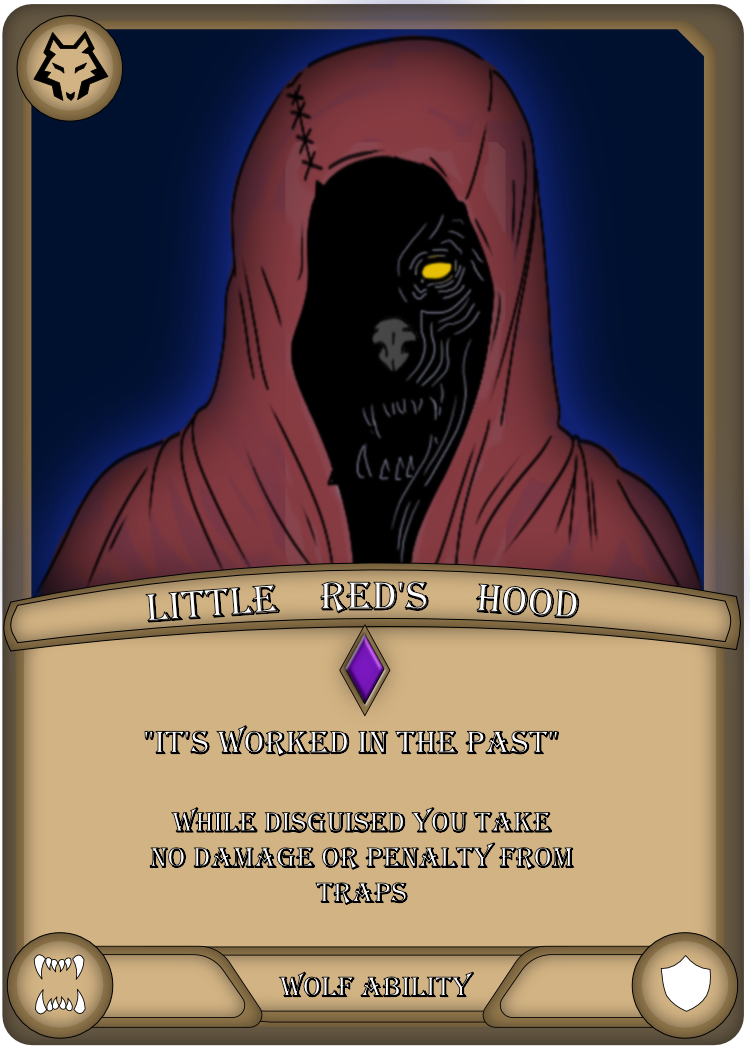 LITTLE RED'S HOOD
"IT'S WORKED IN THE PAST"
WHILE DISGUISED YOU TAKE
NO DAMAGE OR PENALTY FROM
TRAPS
WOLF ABILITY